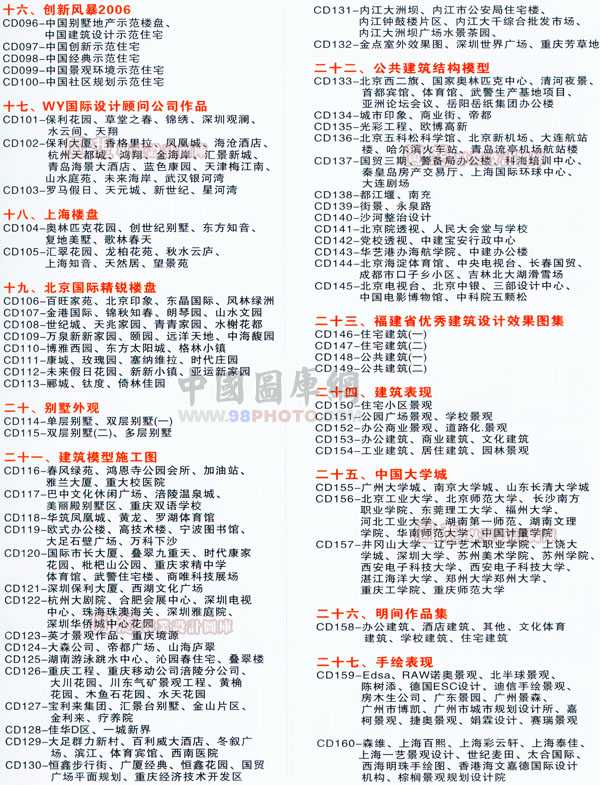 十六、创新风暴2006
CD096-中国别墅地产示范楼盘、
中国建筑设计示范住宅
CD097-中国创新示范住宅
CD098-中国经典示范住宅
CD099-中国景观环境示范住宅
CD100-中国社区规划示范住宅
十七、WY国际设计顾问公司作品
CD101-保利花园、草堂之春、锦绣、深圳观澜、
水云间、天翔
CD102-保利大厦、香格里拉、凤凰城、海沧酒店、
杭州天都城、鸿翔、金海岸、汇景新城、
青岛海景大酒店、蓝色康园、天津梅江南、
山水庭苑、未来海岸、武汉银河湾
CD103-罗马假日、天元城、新世纪、星河湾
十八、上海楼盘
CD104-奥林匹克花园、创世纪别墅、东方知音、
复地美墅、歌林春天
CD105-汇翠花园、龙柏花苑、秋水云庐、
上海知音、天然居、望景苑
十九、北京国际精锐楼盘
CD106-百旺家苑、北京印象、东晶国际、风林绿洲
CD107-金港国际、锦秋知春、朗琴园、山水文园
CD108-世纪城、天兆家园、青青家园、水榭花都
CD109-万泉新新家园、颐园、远洋天地、中海馥园
CD110-博雅西园、东方太阳城、格林小镇
CD111-康城、玫瑰园、塞纳维拉、时代庄园
CD112-未来假日花园、新新小镇、亚运新家园
CD113-郦城、钛度、倚林佳园
二十、别墅外观
CD114-单层别墅、双层别墅(一)
CD115-双层别墅(二)、多层别墅
二十一、建筑模型施工图
CD116-春风绿苑、鸿恩寺公园会所、加油站、
雅兰大厦、重大校医院
CD117-巴中文化休闲广场、涪陵温泉城、
美丽殿别墅区、重庆双语学校
CD118-华筑凤凰城、黄龙、罗湖体育馆
CD119-欧式办公楼、高技术楼、宁波图书馆、
大足石壁广场、万科下沙
CD120-国际市长大厦、叠翠九重天、时代康家
花园、枇杷山公园、重庆求精中学
体育馆、武警住宅楼、商唯科技展场
CD121-深圳保利大厦、西湖文化广场
CD122-杭州大剧院、合肥会展中心、深圳电视
中心、珠海珠澳海关、深圳雅庭院、
深圳华侨城中心花园
CD123-英才景观作品、重庆境源
CD124-大森公司、帝都广场、山海庐翠
CD125-湖南游泳跳水中心、沁园春住宅、叠翠楼
CD126-重庆工程、重庆移动公司涪陵分公司、
大川花园、川东气矿景观工程、黄桷
花园、木鱼石花园、水天花园
CD127-宝利来集团、汇景台别墅、金山片区、
金利来、疗养院
CD128-佳华D区、一城新界
CD129-大足群力新村、百利威大酒店、冬叙广
场、滨江、体育宾馆、西南医院
CD130-恒鑫步行街、广厦经典、恒鑫花园、国贸
广场平面规划、重庆经济技术开发区
CD131-内江大洲坝、内江市公安局住宅楼、
内江钟鼓楼片区、内江大千综合批发市场、
内江大洲坝广场水景茶园、
CD132-金点室外效果图、深圳世界广场、重庆芳草地
二十二、公共建筑结构模型
CD133-北京西二旗、国家奥林匹克中心、清河夜景、
首都宾馆、体育馆、武警生产基地项目、
亚洲论坛会议、岳阳岳纸集团办公楼
CD134-城市印象、商业街、帝都
CD135-光彩工程、欧博高新
CD136-北京五科松科学馆、北京新机场、大连航站
楼、哈尔滨火车站、青岛流亭机场航站楼
CD137-国贸三期、警备局办公楼、科海培训中心、
秦皇岛房产交易厅、上海国际环球中心、
大连剧场
CD138-都江堰、南充
CD139-街景、永泉路
CD140-沙河整治设计
CD141-北京院透视、人民大会堂与学校
CD142-党校透视、中建宝安行政中心
CD143-华艺港办海航学院、中建办公楼
CD144-北京海淀体育馆、中央电视台、长春国贸、
成都市口子乡小区、吉林北大湖滑雪场
CD145-北京电视台、北京中银、三部设计中心、
中国电影博物馆、中科院五颗松
二十三、福建省优秀建筑设计效果图集
CD146-住宅建筑(一)
CD147-住宅建筑(二)
CD148-公共建筑(一)
CD149-公共建筑(二)
二十四、建筑表现
CD150-住宅小区景观
CD151-公园广场景观、学校景观
CD152-办公商业景观、道路化.景观
CD153-办公建筑、商业建筑、文化建筑
CD154-工业建筑、居住建筑、园林景观
二十五、中国大学城
CD155-广州大学城、南京大学城、山东长清大学城
CD156-北京工业大学、北京师范大学、长沙南方
职业学院、东莞理工大学、福州大学、
河北工业大学、湖南第一师范、湖南文理
学院、华南师范大学、中国计量学院
CD157-井冈山大学、辽宁艺术职业学院、上饶大
学城、深圳大学、苏州美术学院、苏州学院、
西安电子科技大学、西安电子科技大学、
湛江海洋大学、郑州大学郑州大学、
重庆工学院、重庆师范大学
二十六、明间作品集
CD158-办公建筑、酒店建筑、其他、文化体育
建筑、学校建筑、住宅建筑
二十七、手绘表现
CD159-Edsa、RAW诺奥景观、北半球景观、
陈树添、德国ESC设计、迪信手绘景观、
房木生公司、广东景园、广州景森、
广州市博凯、广州市城市规划设计所、嘉
柯景观、捷奥景观、娟霖设计、赛瑞景观
CD160-森维、上海百熙、上海彩云轩、上海泰佳、
上海一艺景观设计、世纪麦田、太合国际、
西海明珠手绘图、香港海文嘉德国际设计
机构、棕榈景观规划设计院
中國圖庫網
WWW.98PHOTO